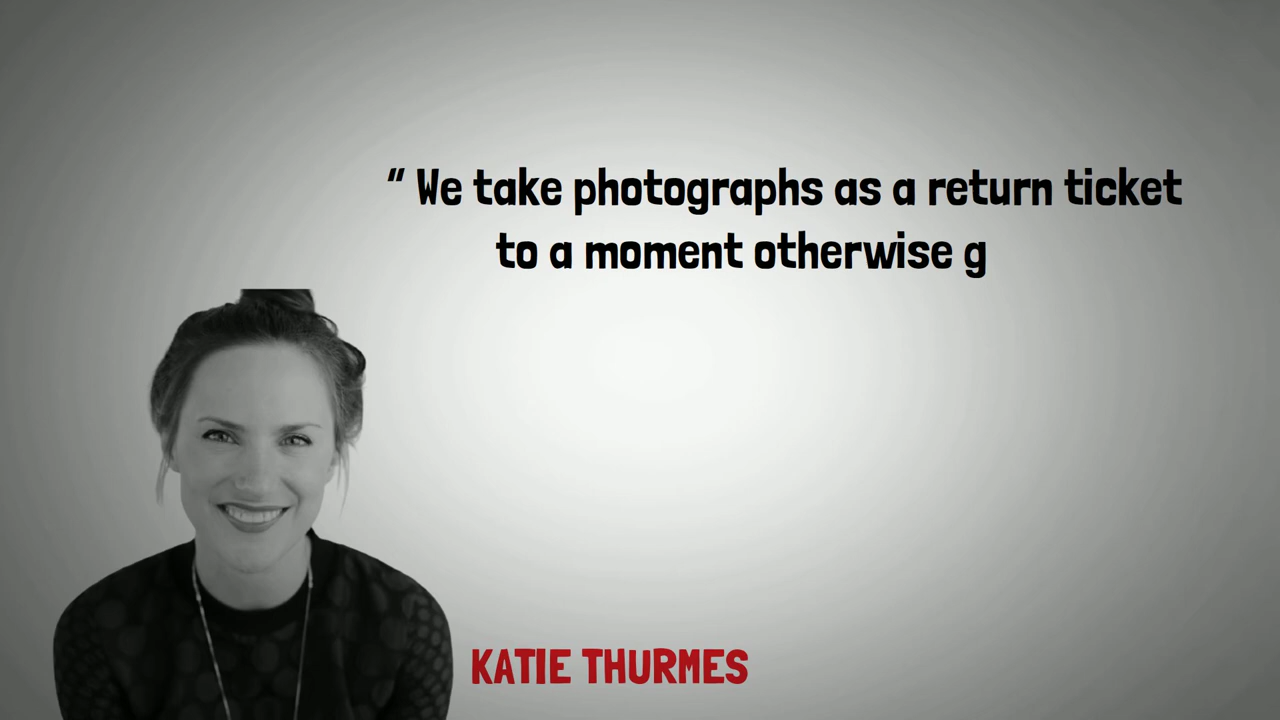 “ We take photographs as a return ticket
to a moment otherwise g
KATIE THURMES